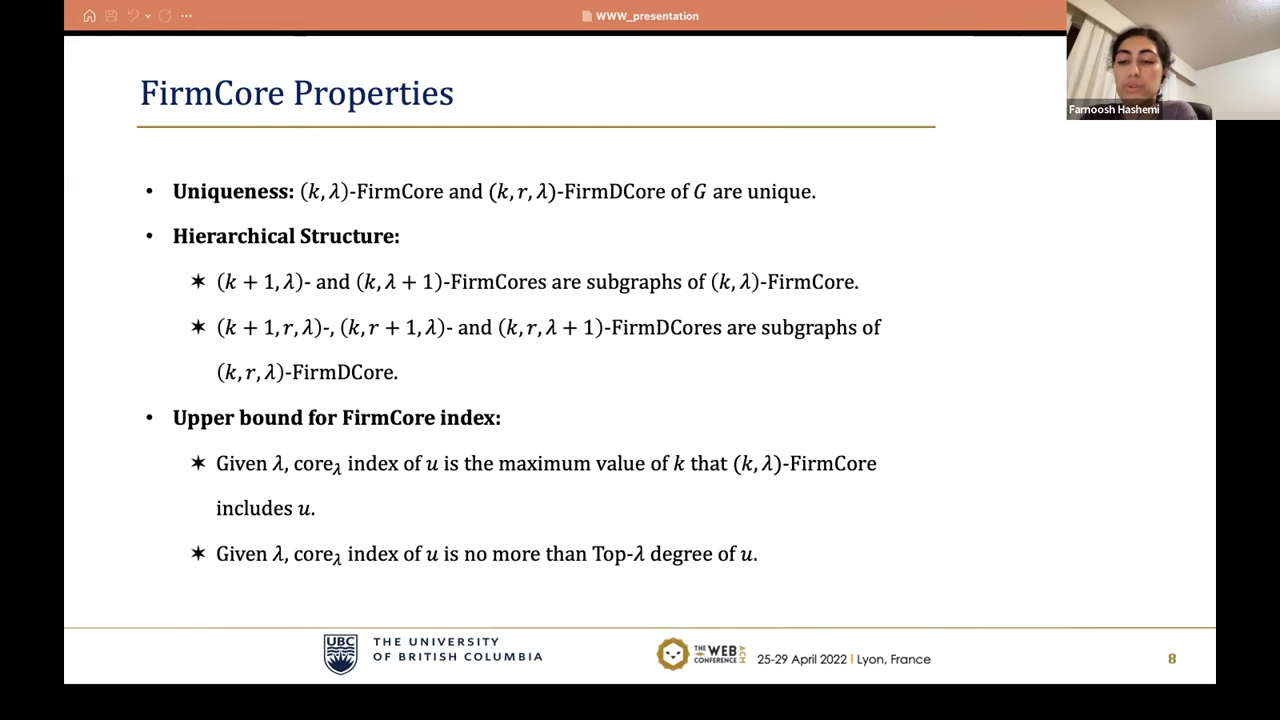 WWW_presentation
Farnoosh Hashemi
FirmCore Properties
• Uniqueness: (k, λ)-FirmCore and (k, r, λ)-FirmDCore of G are unique.
• Hierarchical Structure:
✶ (k + 1, λ)- and (k, λ + 1)-FirmCores are subgraphs of (k, λ)-FirmCore.
✶ (k + 1, r, λ)-, (k, r + 1, λ)- and (k, r, λ + 1)-FirmDCores are subgraphs of
(k, r, λ)-FirmDCore.
• Upper bound for FirmCore index:
✶ Given λ, core_λ index of u is the maximum value of k that (k, λ)-FirmCore
includes u.
✶ Given λ, core_λ index of u is no more than Top-λ degree of u.
UBC
THE UNIVERSITY
OF BRITISH COLUMBIA
THE WEB
CONFERENCE
ACM
25-29 April 2022 | Lyon, France
8